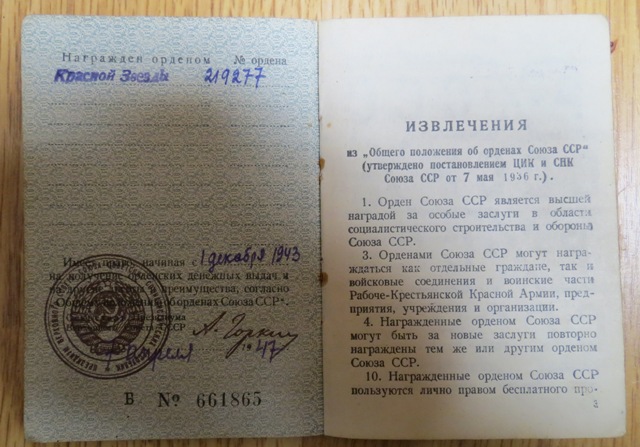 Награжден орденом № ордена
Красной Звезды 219277
Имеет право, начиная с 1 декабря 1943
на получение орденских денежных выдач и
преимущества, согласно
об орденах Союза ССР".
СССР А. Горкин
апреля 1947
В № 661865
ИЗВЛЕЧЕНИЯ
из „Общего положения об орденах Союза ССР"
(утверждено постановлением ЦИК и СНК
Союза ССР от 7 мая 1936 г.).
1. Орден Союза ССР является высшей
наградой за особые заслуги в области
социалистического строительства и обороны
Союза ССР.
3. Орденами Союза ССР могут награ-
ждаться как отдельные граждане, так и
войсковые соединения и воинские части
Рабоче-Крестьянской Красной Армии, пред-
приятия, учреждения и организации.
4. Награжденные орденом Союза ССР
могут быть за новые заслуги повторно
награждены тем же или другим орденом
Союза ССР.
10. Награжденные орденом Союза ССР
пользуются лично правом бесплатного про-
3